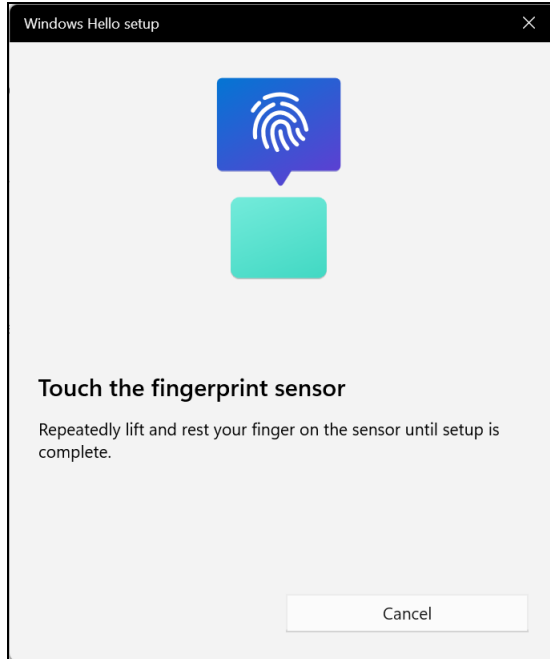 Windows Hello setup
Touch the fingerprint sensor
Repeatedly lift and rest your finger on the sensor until setup is
complete.
Cancel